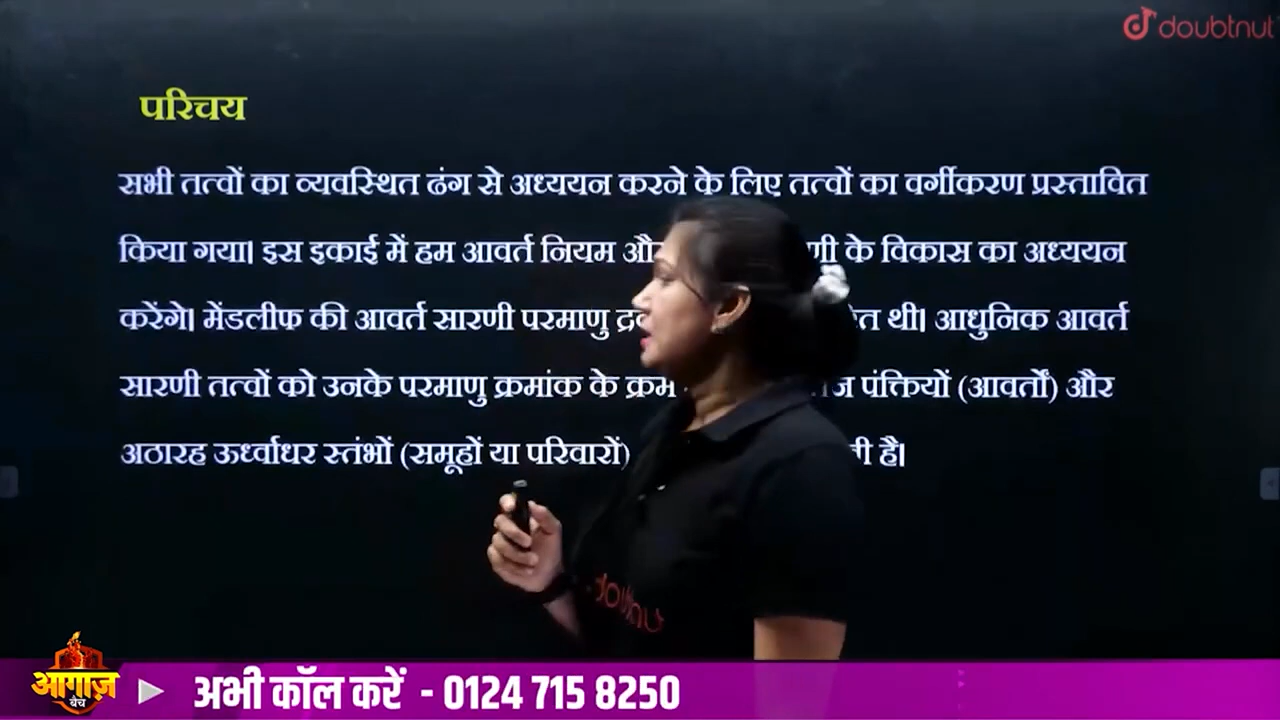 doubtnut
परिचय
सभी तत्वों का व्यवस्थित ढंग से अध्ययन करने के लिए तत्वों का वर्गीकरण प्रस्तावित
किया गया। इस इकाई में हम आवर्त नियम के विकास का अध्ययन
करेंगे। मेंडलीफ की आवर्त सारणी परमाणु थी। आधुनिक आवर्त
सारणी तत्वों को उनके परमाणु क्रमांक के क्रम पंक्तियों (आवर्तों) और
अठारह ऊर्ध्वाधर स्तंभों (समूहों या परिवारों) है।
doubtnut
आगाज़
बैच
अभी कॉल करें - 0124 715 8250